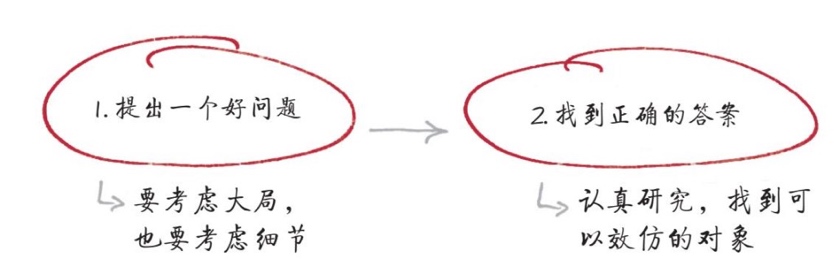 1.提出一个好问题
要考虑大局，
也要考虑细节
2.找到正确的答案
认真研究，找到可
以效仿的对象